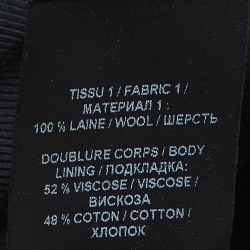 TISSU 1 / FABRIC 1 /
МАТЕРИАЛ 1 :
100 % LAINE / WOOL / ШЕРСТЬ
DOUBLURE CORPS / BODY
LINING / ПОДКЛАДКА:
52 % VISCOSE / VISCOSE /
ВИСКОЗА
48 % COTON / COTTON /
ХЛОПОК